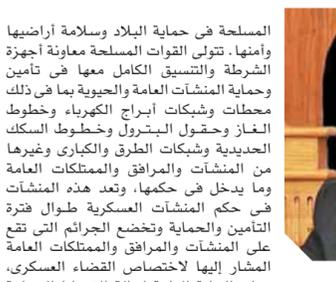 المسلحة فى حماية البلاد وسلامة أراضيها
وأمنها. تتولى القوات المسلحة معاونة أجهزة
الشرطة والتنسيق الكامل معها فى تأمين
وحماية المنشآت العامة والحيوية بما فى ذلك
محطات وشبكات أبراج الكهرباء وخطوط
الغاز وحقول البترول وخطوط السكك
الحديدية وشبكات الطرق والكبارى وغيرها
من المنشآت والمرافق والممتلكات العامة
وما يدخل فى حكمها، وتعد هذه المنشآت
فى حكم المنشآت العسكرية طوال فترة
التأمين والحماية وتخضع الجرائم التى تقع
على المنشآت والمرافق والممتلكات العامة
المشار إليها لاختصاص القضاء العسكرى،